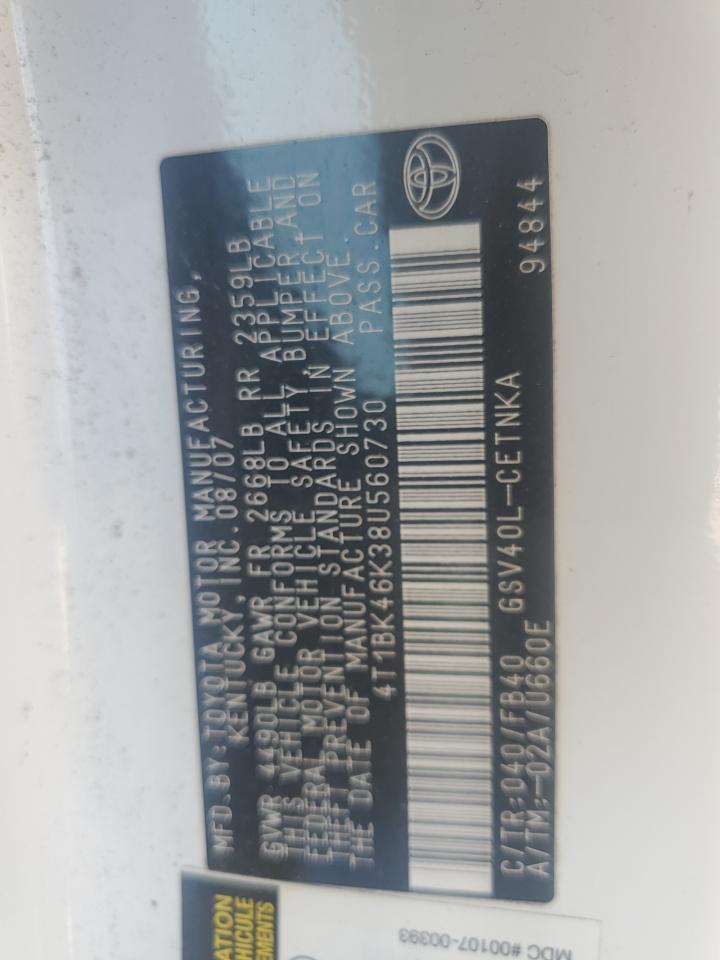 MFD.BY:TOYOTA MOTOR MANUFACTURING,
KENTUCKY, INC.08/07
GVWR 4490LB GAWR FR 2668LB RR 2359LB
THIS VEHICLE CONFORMS TO ALL APPLICABLE
FEDERAL MOTOR VEHICLE SAFETY, BUMPER AND
THEFT PREVENTION STANDARDS IN EFFECT ON
THE DATE OF MANUFACTURE SHOWN ABOVE.
4T1BK46K38U560730 PASS.CAR
C/TR:040/FB40 GSV40L-CETNKA 94844
A/TM:-02A/U660E
MDC #00107-00393